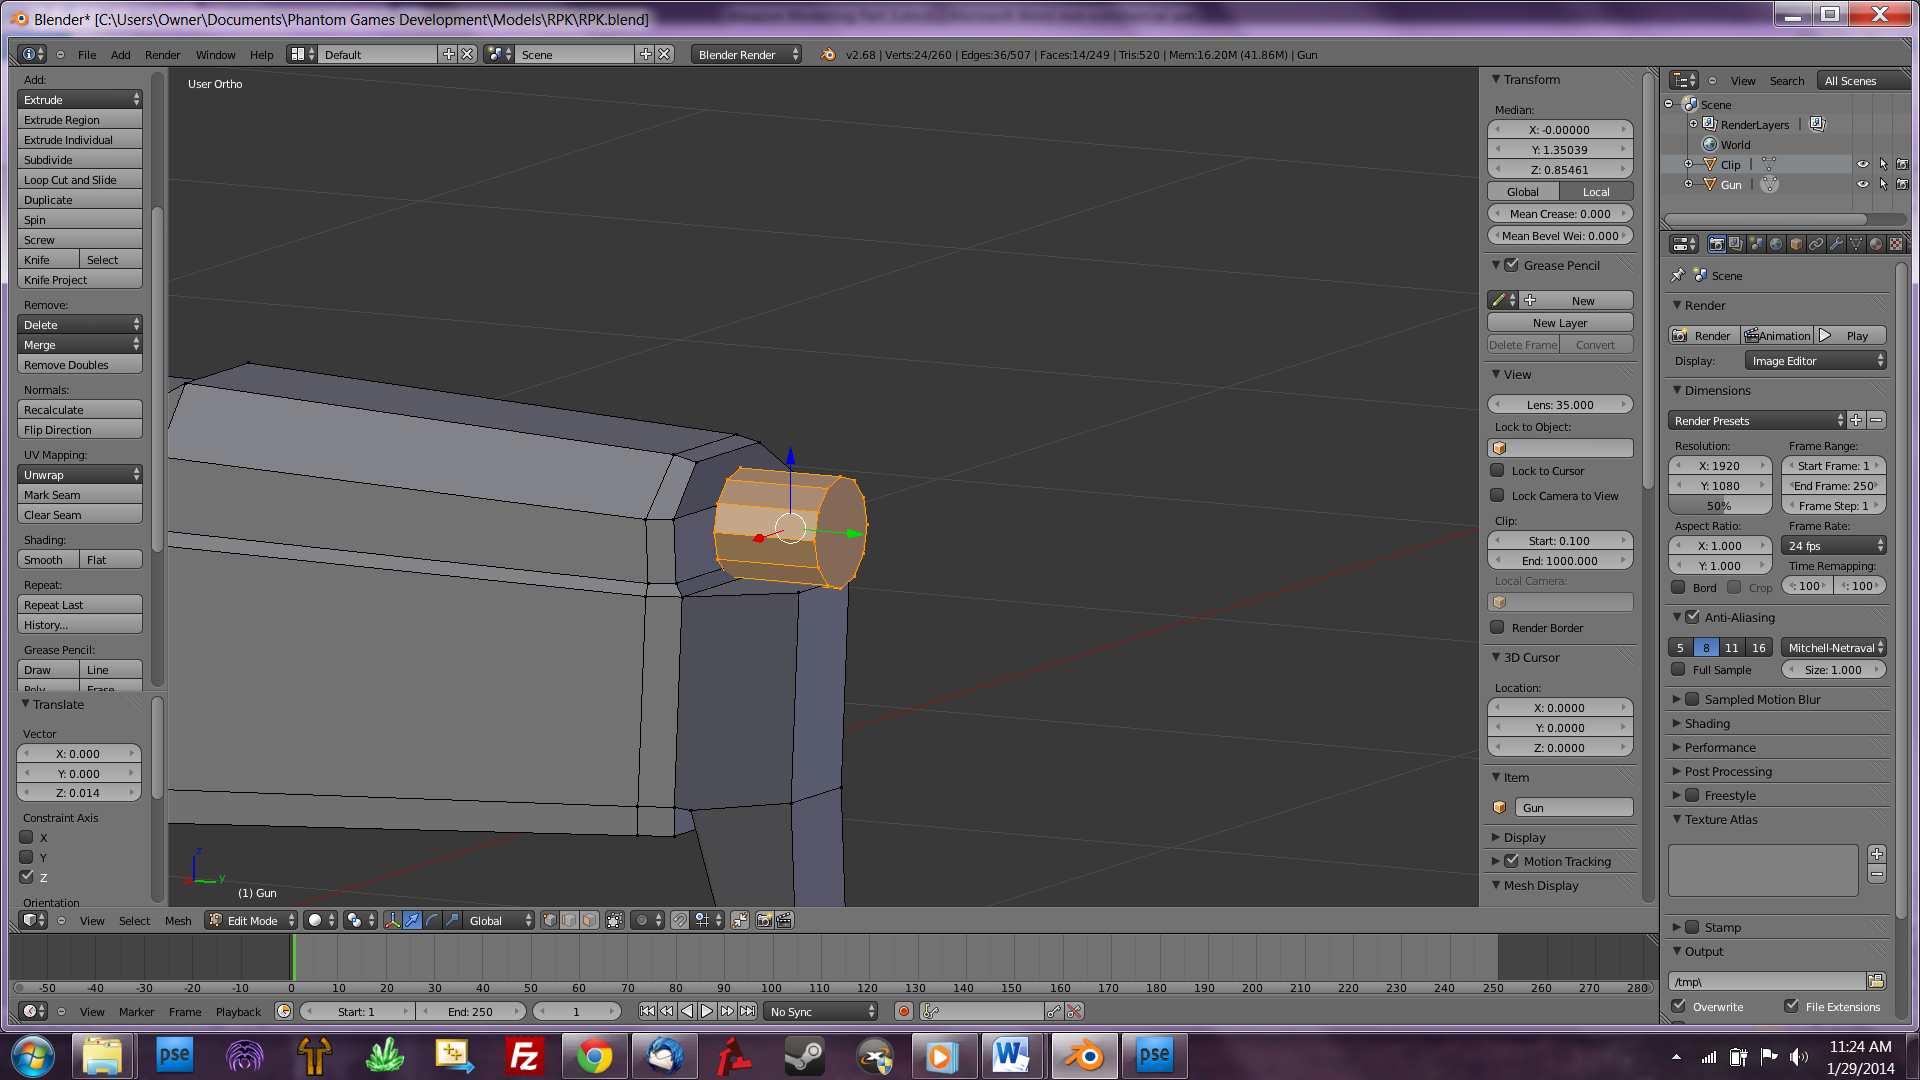 Blender* [C:\Users\Owner\Documents\Phantom Games Development\Models\RPK\RPK.blend]
File Add Render Window Help Default Scene Blender Render v2.68 | Verts:24/260 | Edges:36/507 | Faces:14/249 | Tris:520 | Mem:16.20M (41.86M) | Gun
Add:
Extrude
Extrude Region
Extrude Individual
Subdivide
Loop Cut and Slide
Duplicate
Spin
Screw
Knife Select
Knife Project
Remove:
Delete
Merge
Remove Doubles
Normals:
Recalculate
Flip Direction
UV Mapping:
Unwrap
Mark Seam
Clear Seam
Shading:
Smooth Flat
Repeat:
Repeat Last
History...
Grease Pencil:
Draw Line
Poly Erase
Translate
Vector
X: 0.000
Y: 0.000
Z: 0.014
Constraint Axis
X
Y
Z
Orientation
User Ortho
z
y
(1) Gun
Transform
Median:
X: -0.00000
Y: 1.35039
Z: 0.85461
Global Local
Mean Crease: 0.000
Mean Bevel Wei: 0.000
Grease Pencil
New
New Layer
Delete Frame Convert
View
Lens: 35.000
Lock to Object:
Lock to Cursor
Lock Camera to View
Clip:
Start: 0.100
End: 1000.000
Local Camera:
Render Border
3D Cursor
Location:
X: 0.0000
Y: 0.0000
Z: 0.0000
Item
Gun
Display
Motion Tracking
Mesh Display
View Search All Scenes
Scene
RenderLayers |
World
Clip |
Gun |
Scene
Render
Render Animation Play
Display: Image Editor
Dimensions
Render Presets
Resolution: Frame Range:
X: 1920 Start Frame: 1
Y: 1080 End Frame: 250
50% Frame Step: 1
Aspect Ratio: Frame Rate:
X: 1.000 24 fps
Y: 1.000 Time Remapping:
Bord Crop : 100 : 100
Anti-Aliasing
5 8 11 16 Mitchell-Netraval
Full Sample Size: 1.000
Sampled Motion Blur
Shading
Performance
Post Processing
Freestyle
Texture Atlas
Stamp
Output
/tmp\
Overwrite File Extensions
View Select Mesh Edit Mode Global
-50 -40 -30 -20 -10 0 10 20 30 40 50 60 70 80 90 100 110 120 130 140 150 160 170 180 190 200 210 220 230 240 250 260 270 280
View Marker Frame Playback Start: 1 End: 250 1 No Sync
pse Fz W pse
11:24 AM
1/29/2014